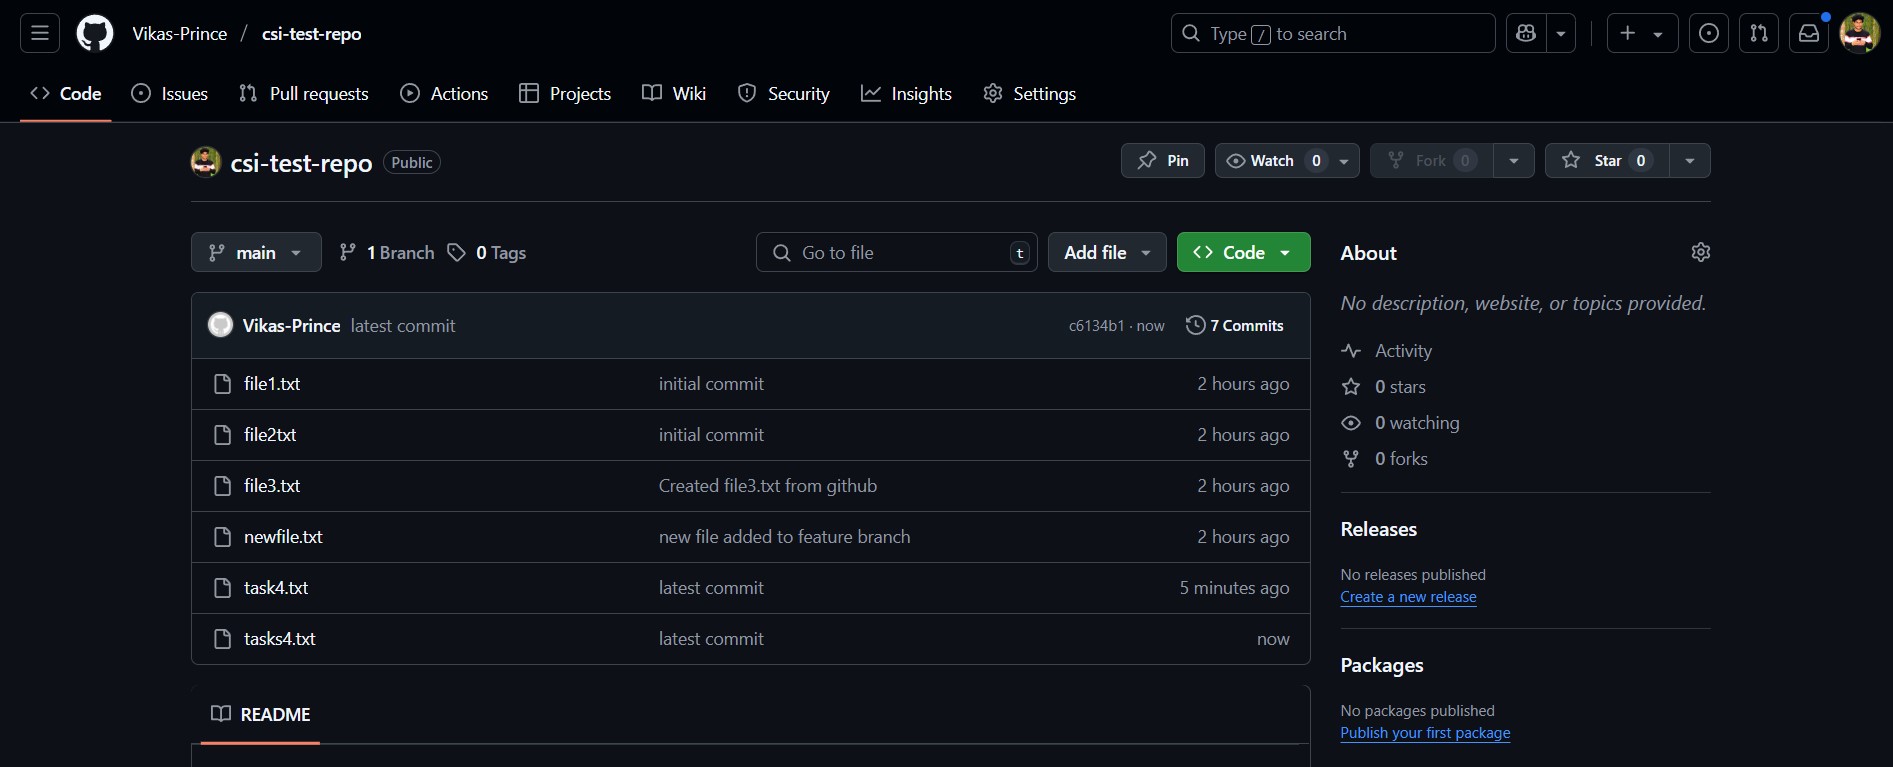 Vikas-Prince / csi-test-repo Type / to search
Code Issues Pull requests Actions Projects Wiki Security Insights Settings
csi-test-repo Public Pin Watch 0 Fork 0 Star 0
main 1 Branch 0 Tags Go to file t Add file Code
Vikas-Prince latest commit c6134b1 · now 7 Commits
file1.txt initial commit 2 hours ago
file2txt initial commit 2 hours ago
file3.txt Created file3.txt from github 2 hours ago
newfile.txt new file added to feature branch 2 hours ago
task4.txt latest commit 5 minutes ago
tasks4.txt latest commit now
README
About
No description, website, or topics provided.
Activity
0 stars
0 watching
0 forks
Releases
No releases published
Create a new release
Packages
No packages published
Publish your first package